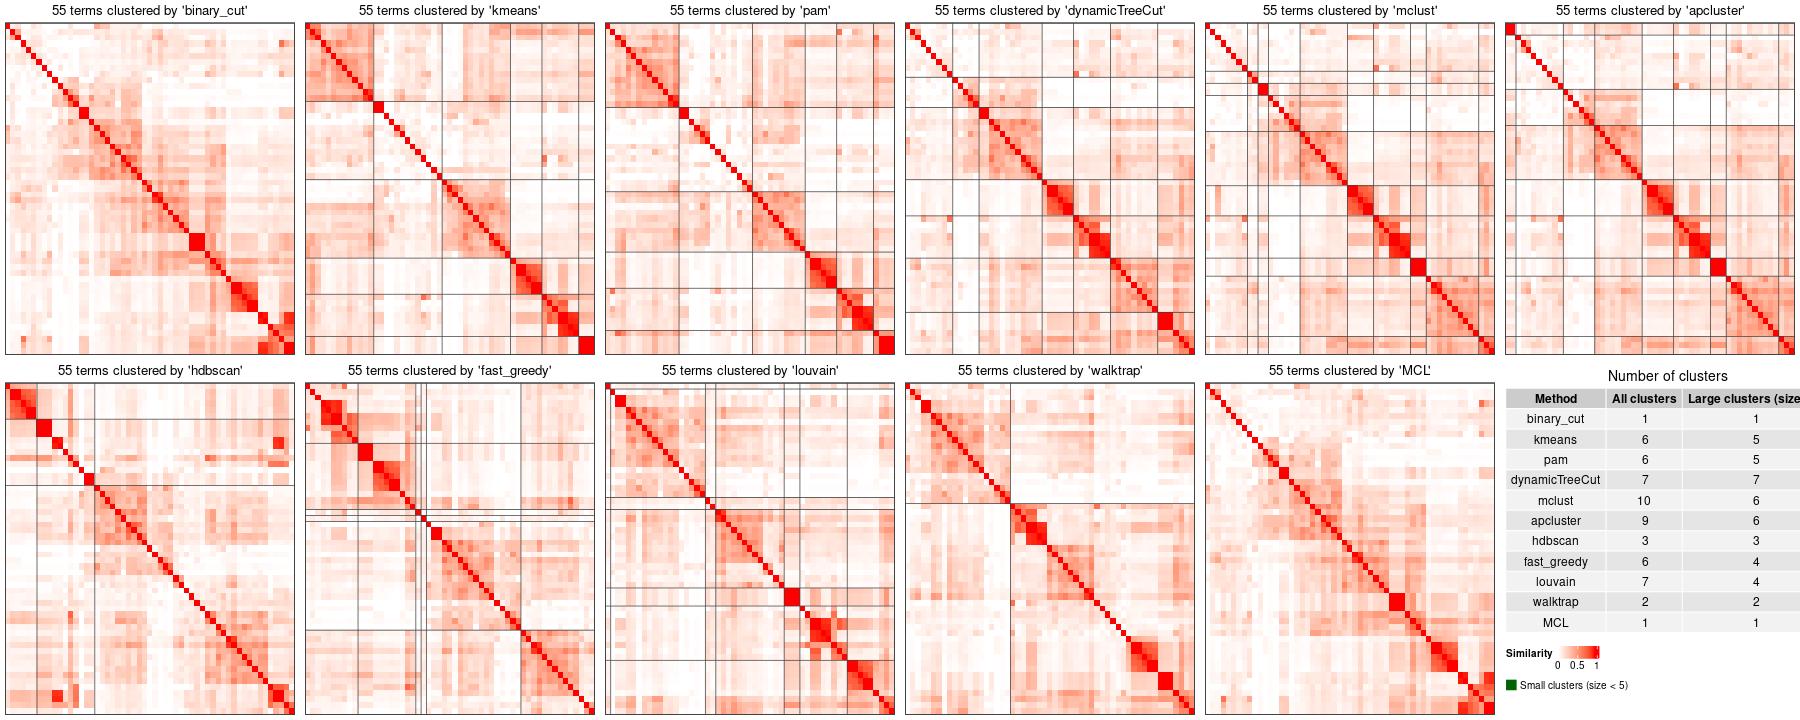 55 terms clustered by 'binary_cut'
55 terms clustered by 'kmeans'
55 terms clustered by 'pam'
55 terms clustered by 'dynamicTreeCut'
55 terms clustered by 'mclust'
55 terms clustered by 'apcluster'
55 terms clustered by 'hdbscan'
55 terms clustered by 'fast_greedy'
55 terms clustered by 'louvain'
55 terms clustered by 'walktrap'
55 terms clustered by 'MCL'
Number of clusters
Method All clusters Large clusters (size
binary_cut 1 1
kmeans 6 5
pam 6 5
dynamicTreeCut 7 7
mclust 10 6
apcluster 9 6
hdbscan 3 3
fast_greedy 6 4
louvain 7 4
walktrap 2 2
MCL 1 1
Similarity
0 0.5 1
Small clusters (size < 5)